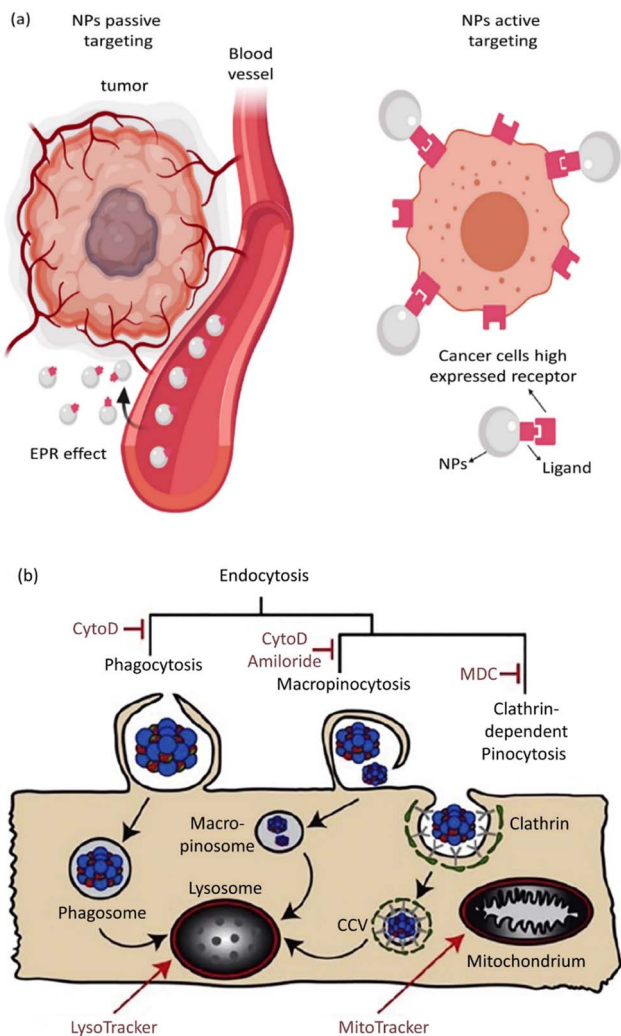 (a)
NPs passive
targeting
NPs active
targeting
Blood
vessel
tumor
Cancer cells high
expressed receptor
EPR effect
NPs
Ligand
(b)
Endocytosis
CytoD
Phagocytosis
CytoD
Amiloride
Macropinocytosis
MDC
Clathrin-
dependent
Pinocytosis
Macro-
pinosome
Clathrin
Phagosome
Lysosome
CCV
Mitochondrium
LysoTracker
MitoTracker